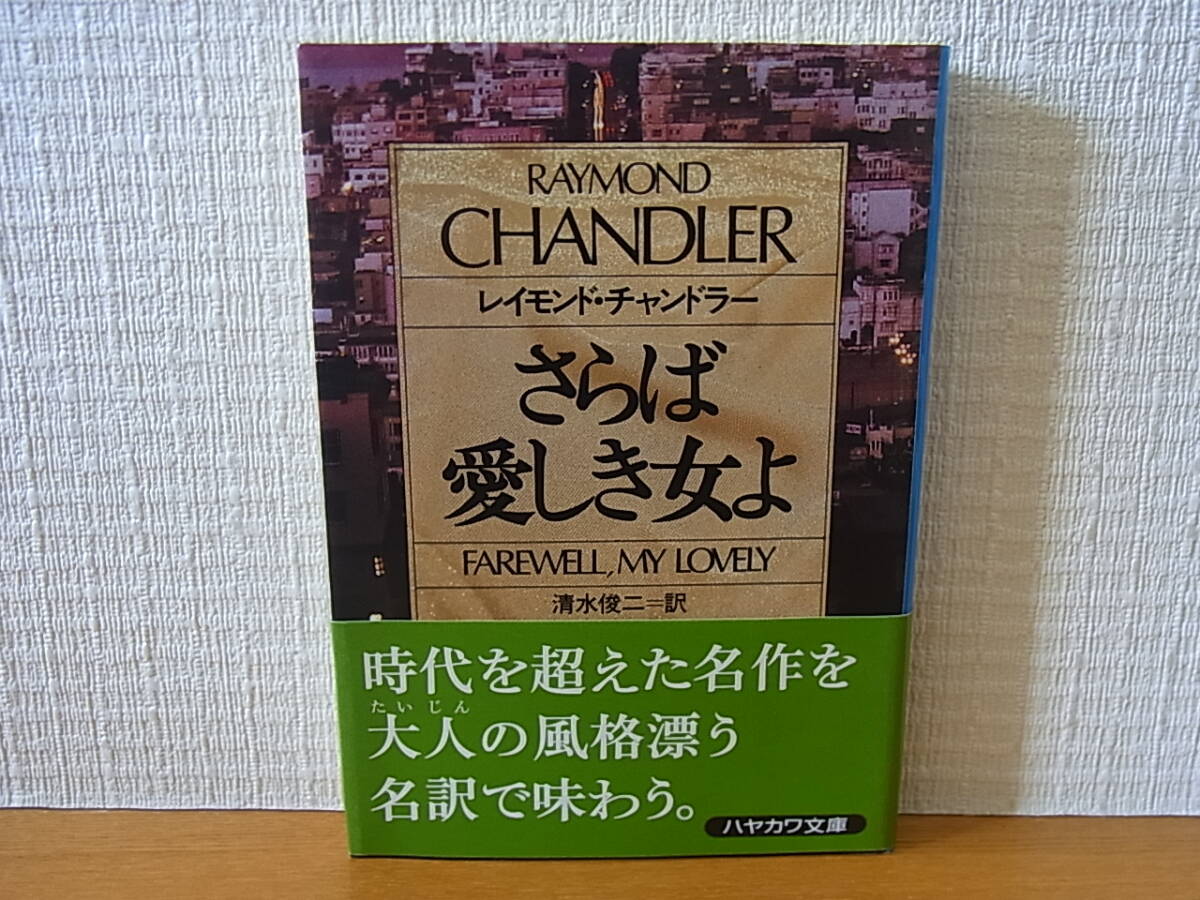 RAYMOND
CHANDLER
レイモンド・チャンドラー
さらば
愛しき女よ
FAREWELL, MY LOVELY
清水俊二=訳
時代を超えた名作を
たいじん
大人の風格漂う
名訳で味わう。
ハヤカワ文庫